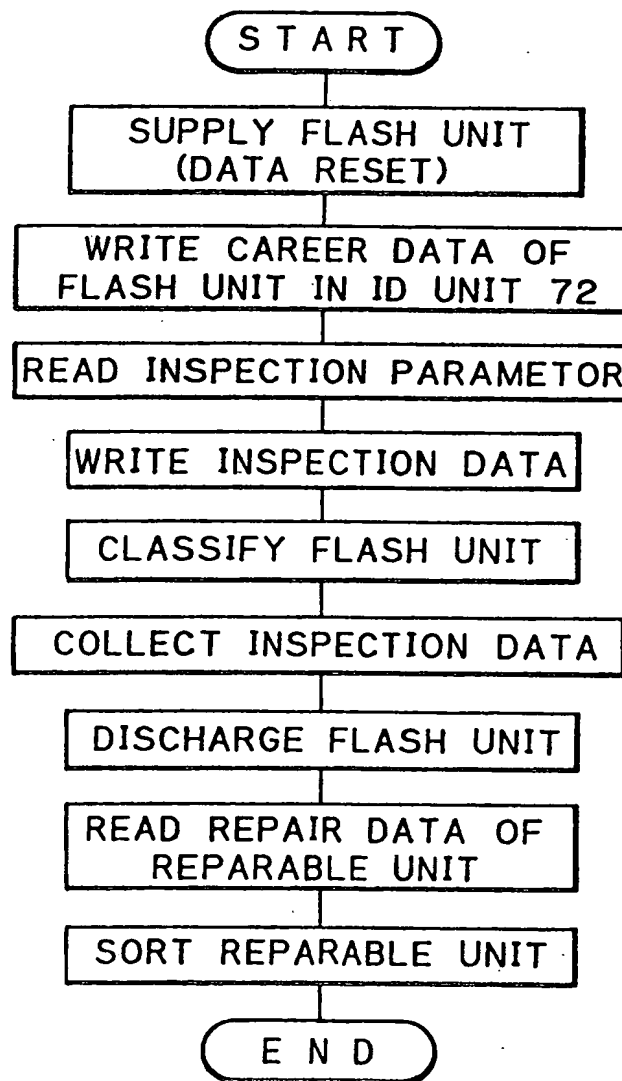 START
SUPPLY FLASH UNIT
(DATA RESET)
WRITE CAREER DATA OF
FLASH UNIT IN ID UNIT 72
READ INSPECTION PARAMETOR
WRITE INSPECTION DATA
CLASSIFY FLASH UNIT
COLLECT INSPECTION DATA
DISCHARGE FLASH UNIT
READ REPAIR DATA OF
REPARABLE UNIT
SORT REPARABLE UNIT
END